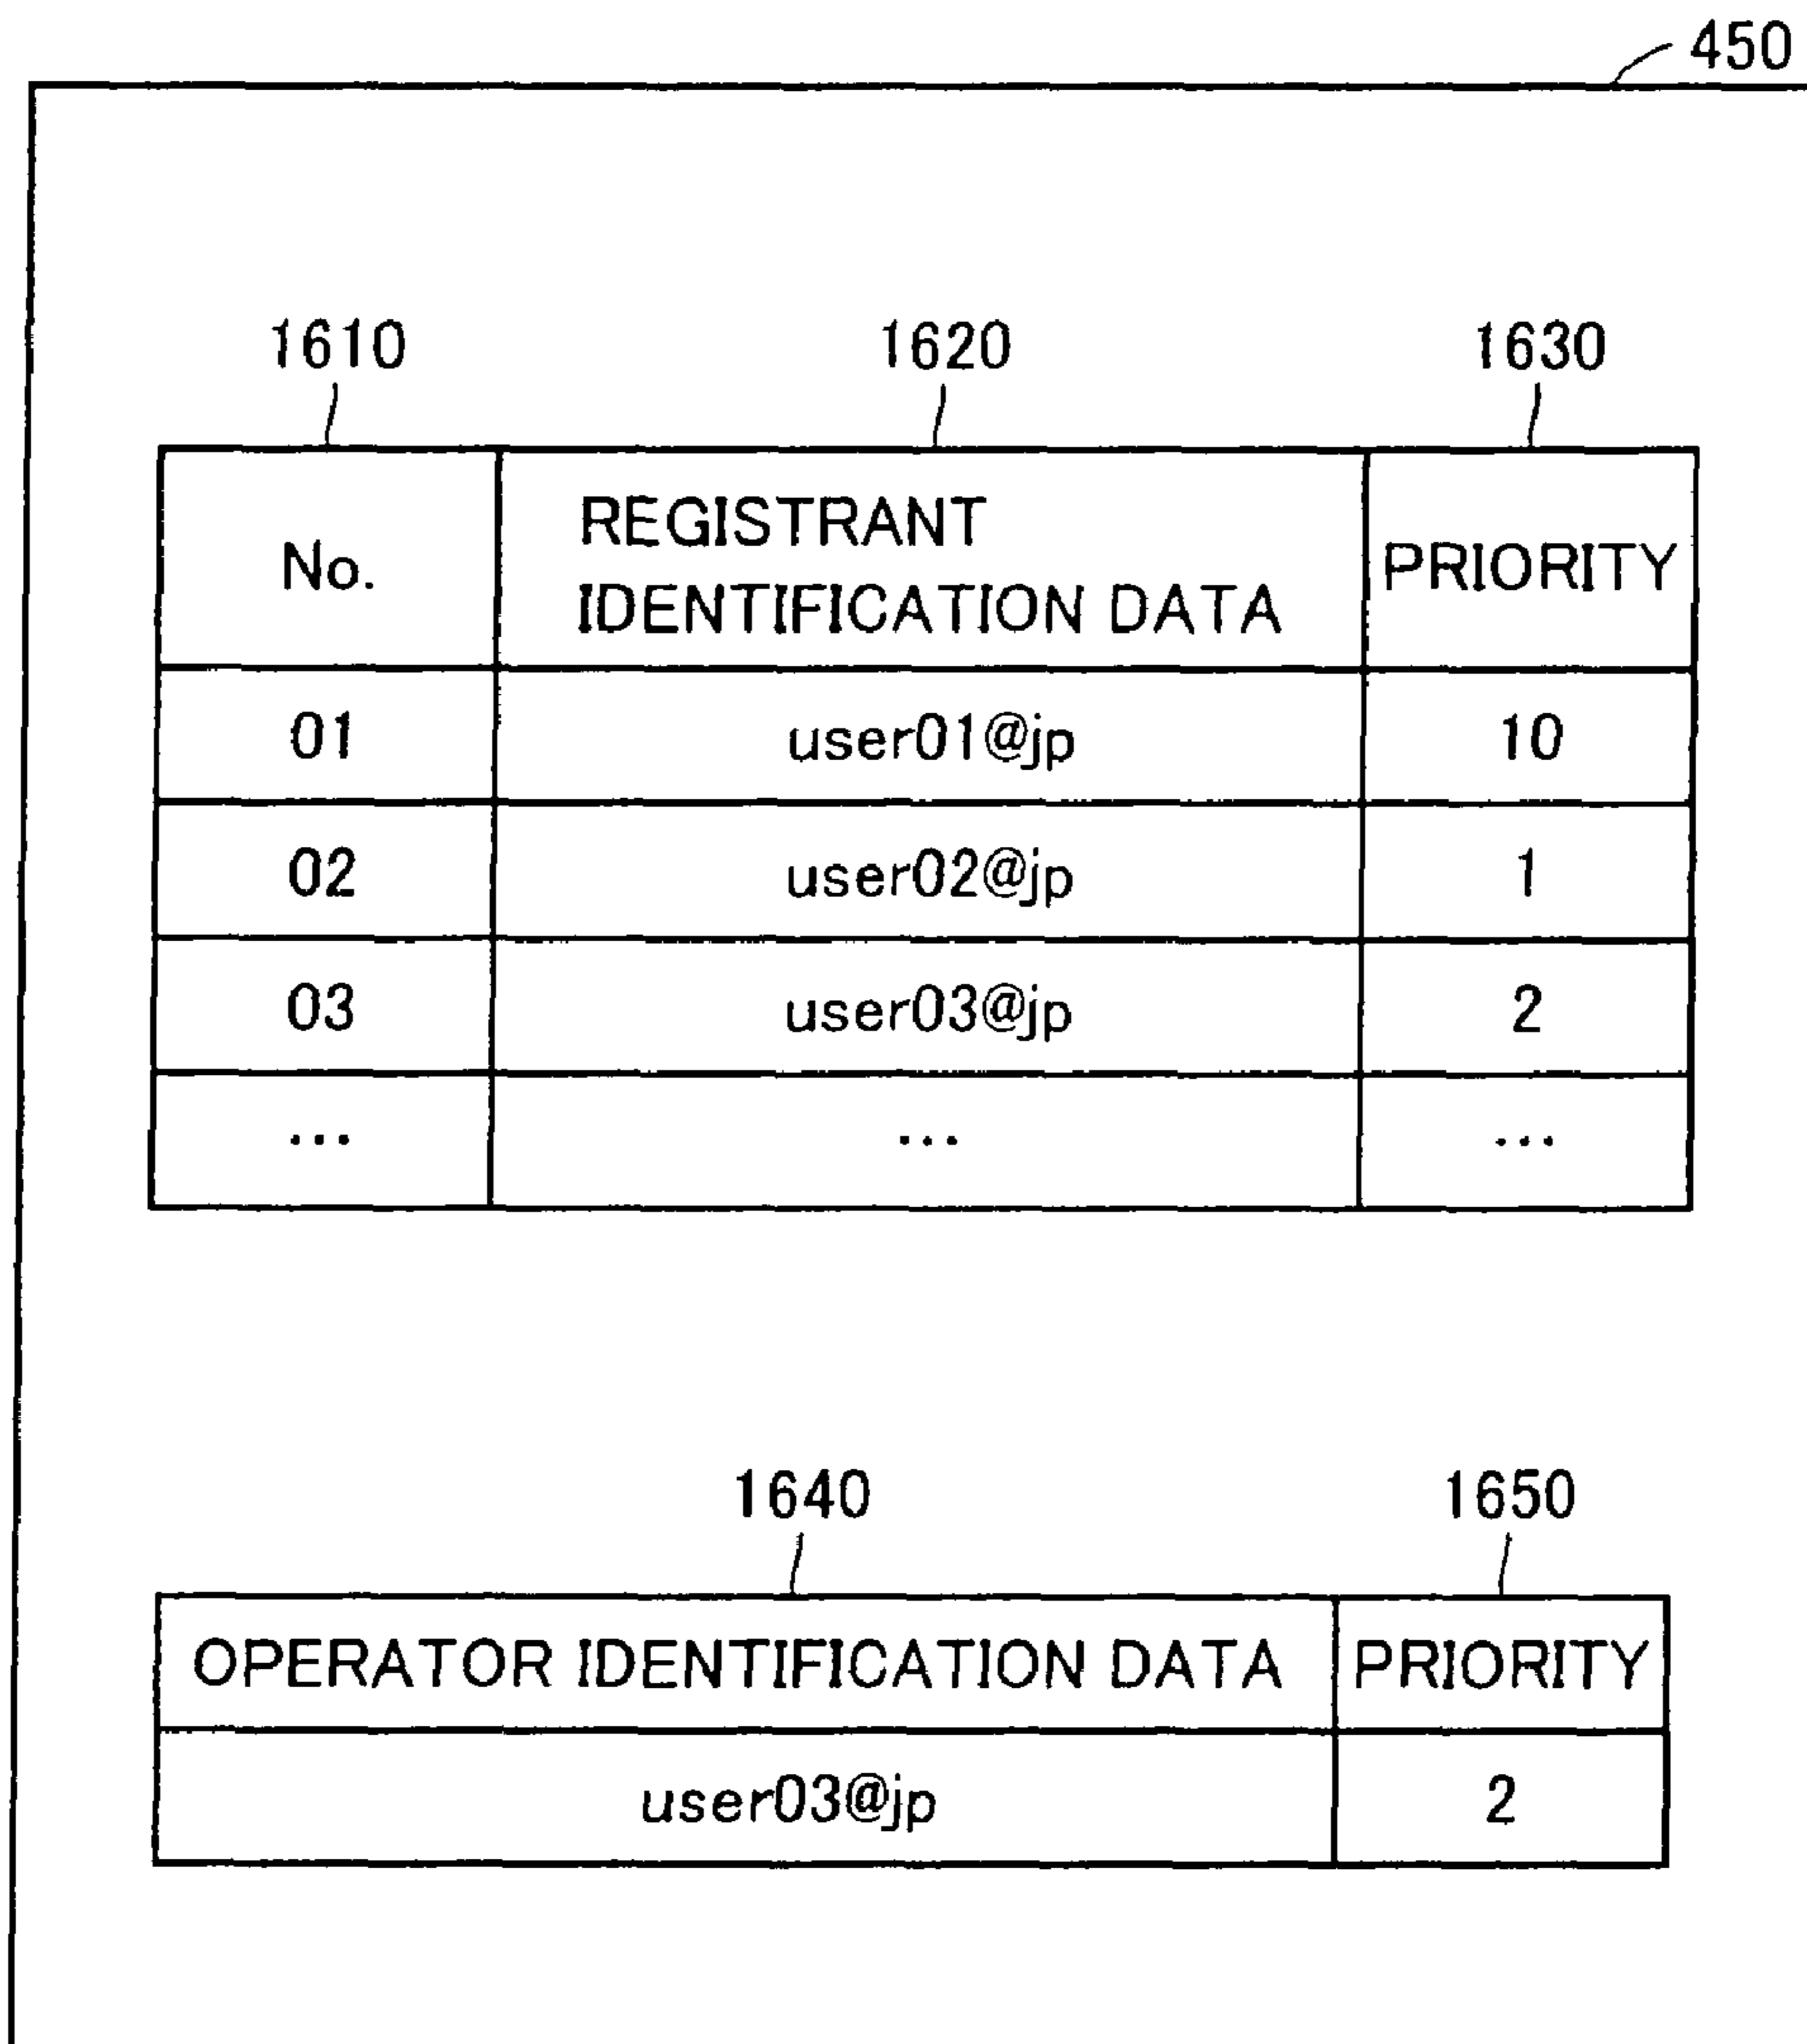 450
1610 1620 1630
No. REGISTRANT IDENTIFICATION DATA PRIORITY
01 user01@jp 10
02 user02@jp 1
03 user03@jp 2
... ... ...
1640 1650
OPERATOR IDENTIFICATION DATA PRIORITY
user03@jp 2